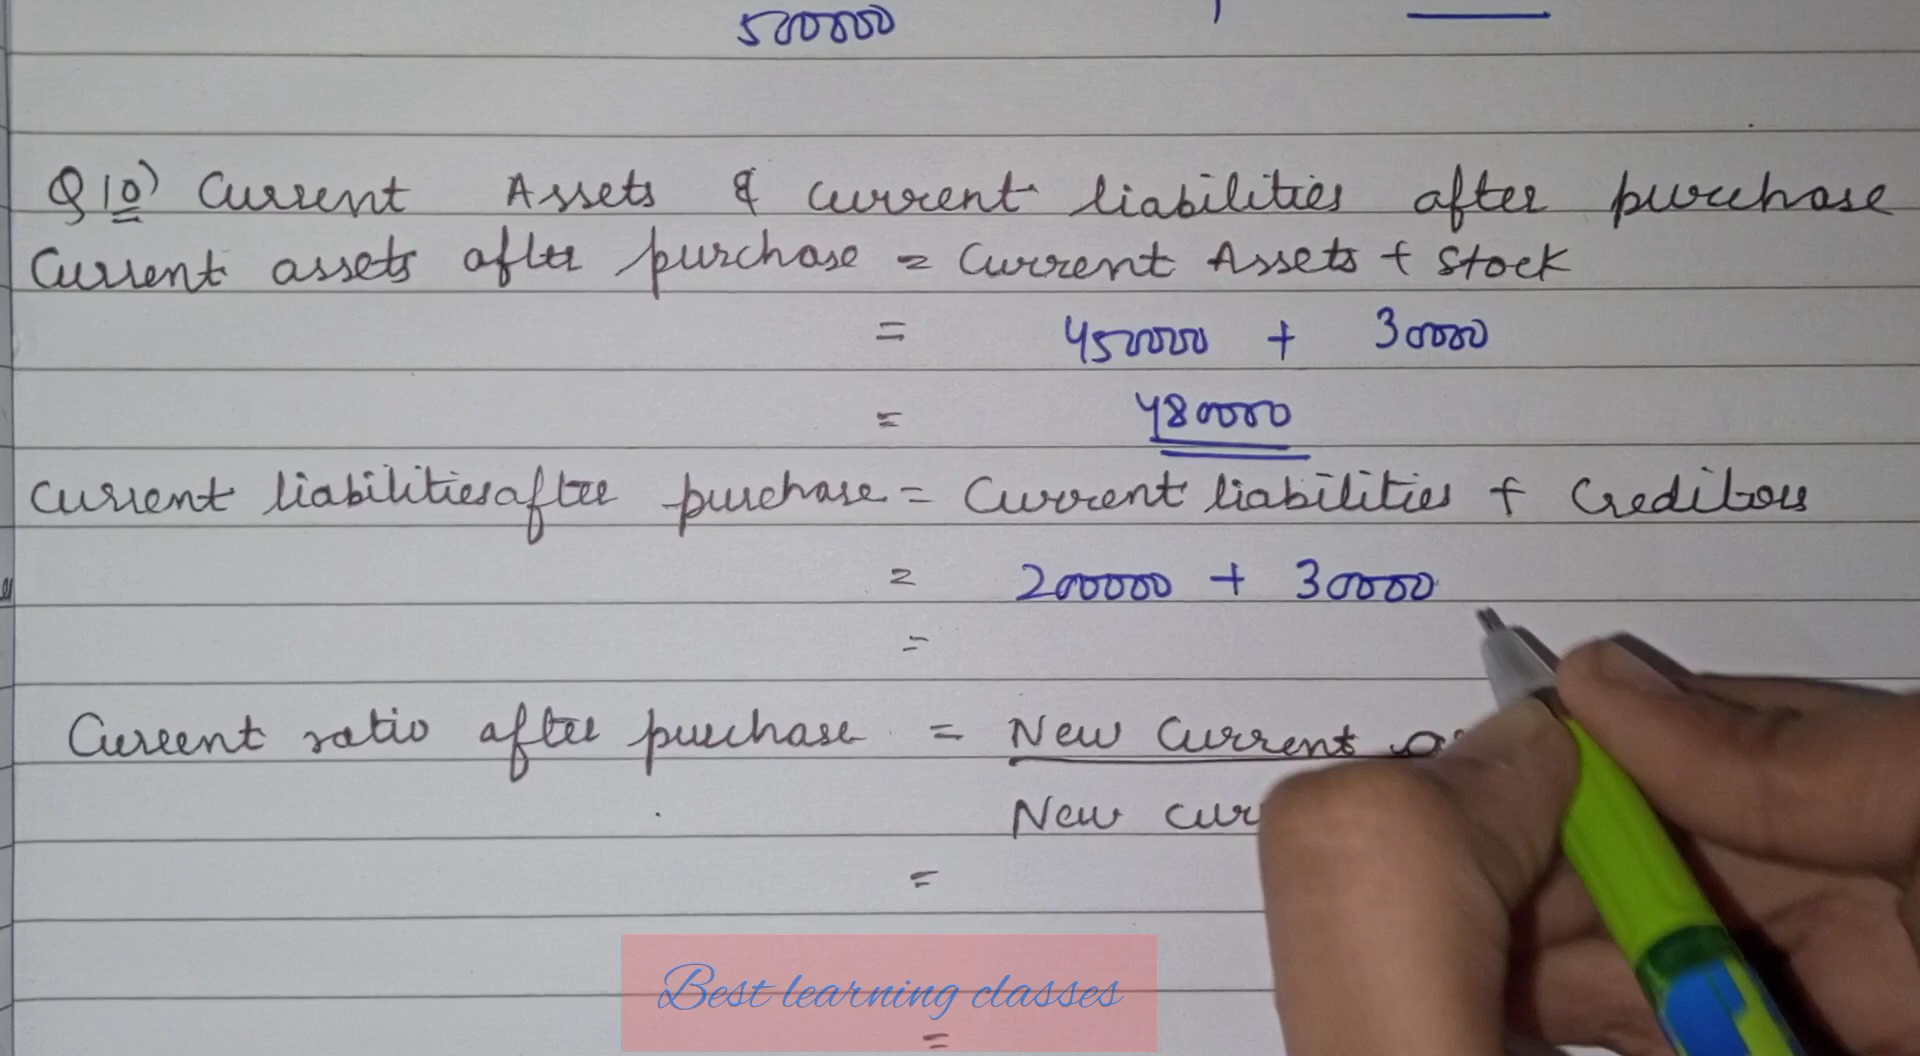 500000
Q10) Current Assets & current liabilities after purchase
Current assets after purchase = Current Assets + Stock
= 450000 + 30000
= 480000
Current liabilities after purchase = Current liabilities + Creditors
= 200000 + 30000
=
Current ratio after purchase = New Current
New cur
=
Best learning classes
=